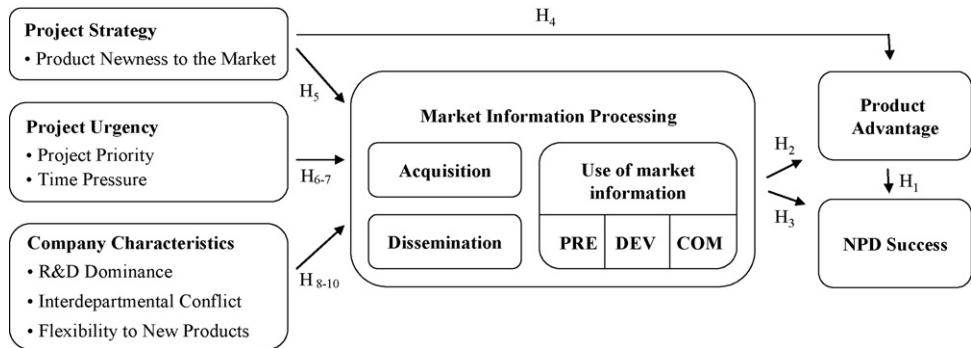 Project Strategy
• Product Newness to the Market
H4
H5
Project Urgency
• Project Priority
• Time Pressure
H6-7
Company Characteristics
• R&D Dominance
• Interdepartmental Conflict
• Flexibility to New Products
H8-10
Market Information Processing
Acquisition
Dissemination
Use of market
information
PRE DEV COM
H2
H3
Product
Advantage
H1
NPD Success